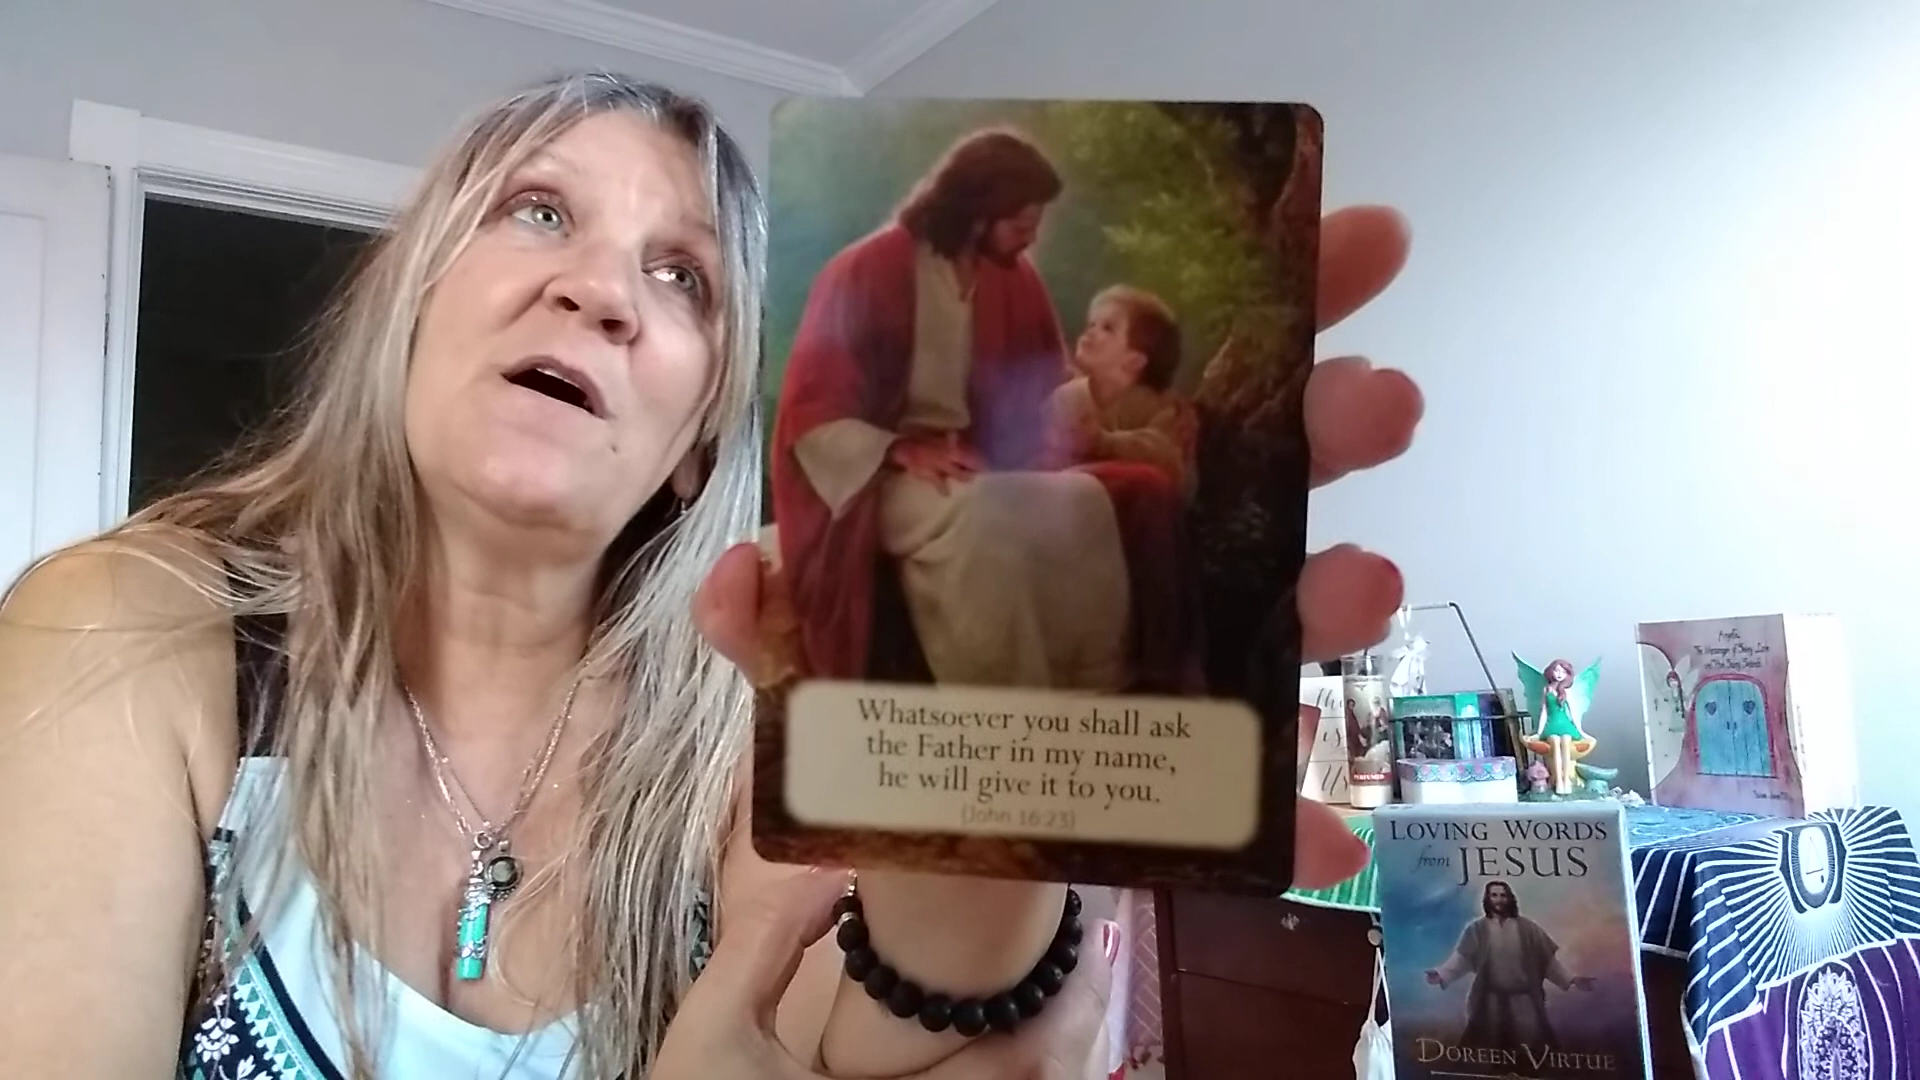 Whatsoever you shall ask
the Father in my name,
he will give it to you.
(John 16:23)
LOVING WORDS
from JESUS
DOREEN VIRTUE
PERFUMED